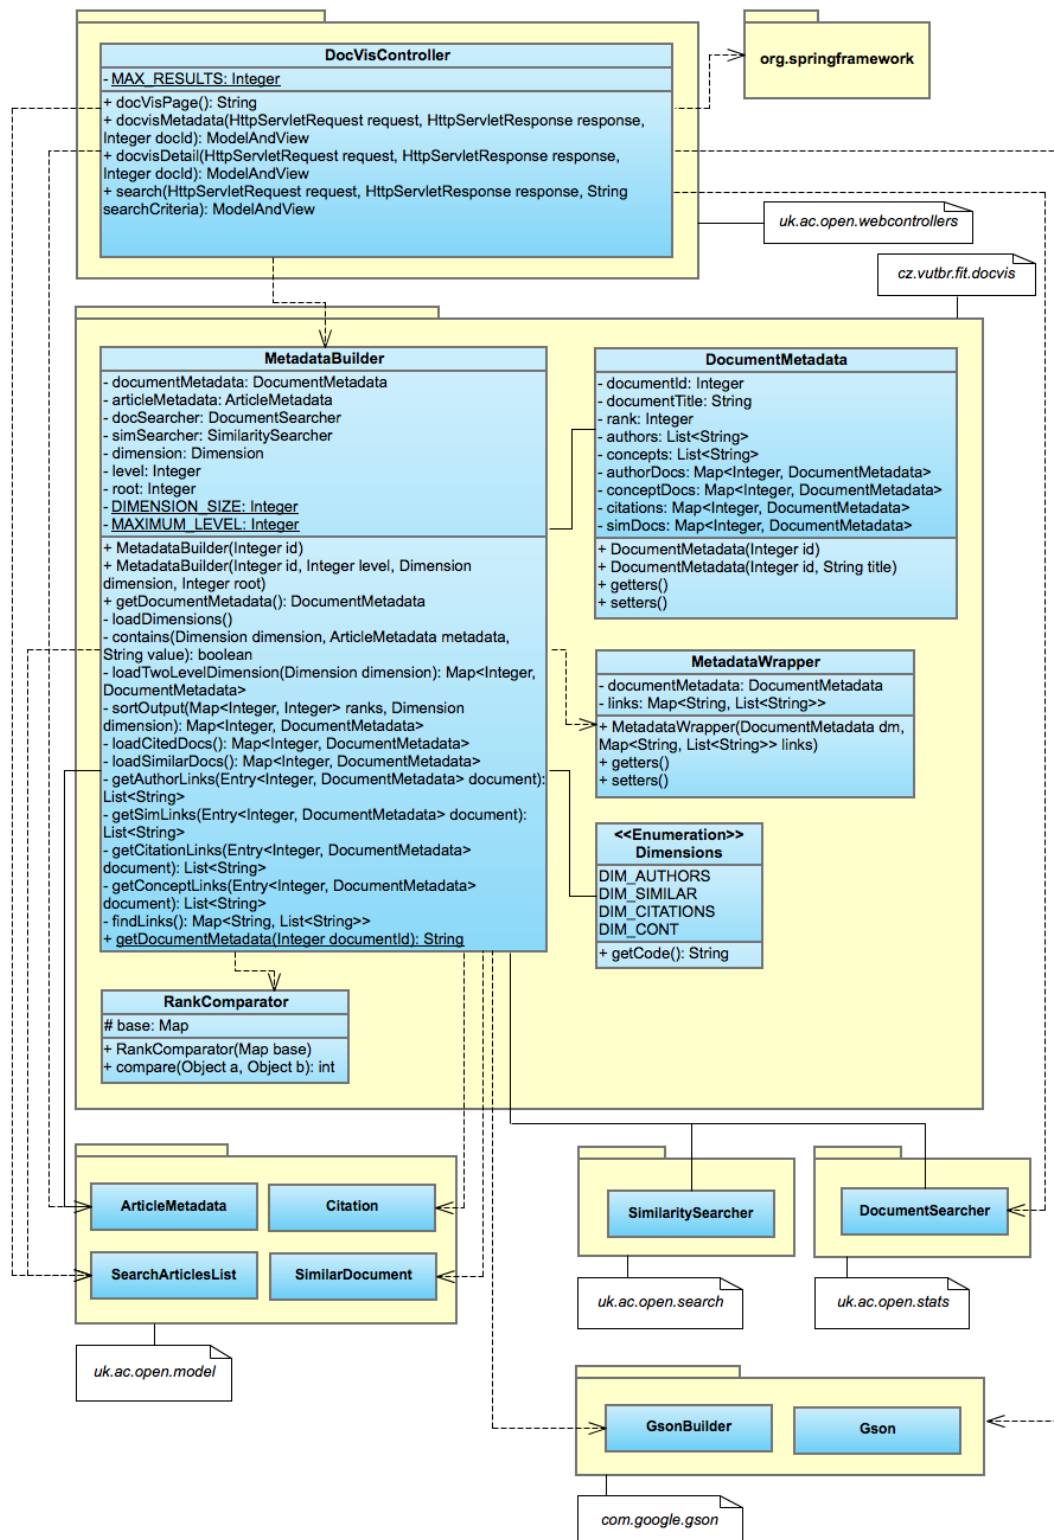 DocVisController
- MAX_RESULTS: Integer
+ docVisPage(): String
+ docvisMetadata(HttpServletRequest request, HttpServletResponse response,
Integer docId): ModelAndView
+ docvisDetail(HttpServletRequest request, HttpServletResponse response,
Integer docId): ModelAndView
+ search(HttpServletRequest request, HttpServletResponse response, String
searchCriteria): ModelAndView
org.springframework
uk.ac.open.webcontrollers
cz.vutbr.fit.docvis
MetadataBuilder
- documentMetadata: DocumentMetadata
- articleMetadata: ArticleMetadata
- docSearcher: DocumentSearcher
- simSearcher: SimilaritySearcher
- dimension: Dimension
- level: Integer
- root: Integer
- DIMENSION_SIZE: Integer
- MAXIMUM_LEVEL: Integer
+ MetadataBuilder(Integer id)
+ MetadataBuilder(Integer id, Integer level, Dimension
dimension, Integer root)
+ getDocumentMetadata(): DocumentMetadata
- loadDimensions()
- contains(Dimension dimension, ArticleMetadata metadata,
String value): boolean
- loadTwoLevelDimension(Dimension dimension): Map<Integer,
DocumentMetadata>
- sortOutput(Map<Integer, Integer> ranks, Dimension
dimension): Map<Integer, DocumentMetadata>
- loadCitedDocs(): Map<Integer, DocumentMetadata>
- loadSimilarDocs(): Map<Integer, DocumentMetadata>
- getAuthorLinks(Entry<Integer, DocumentMetadata> document):
List<String>
- getSimLinks(Entry<Integer, DocumentMetadata> document):
List<String>
- getCitationLinks(Entry<Integer, DocumentMetadata>
document): List<String>
- getConceptLinks(Entry<Integer, DocumentMetadata>
document): List<String>
- findLinks(): Map<String, List<String>>
+ getDocumentMetadata(Integer documentId): String
DocumentMetadata
- documentId: Integer
- documentTitle: String
- rank: Integer
- authors: List<String>
- concepts: List<String>
- authorDocs: Map<Integer, DocumentMetadata>
- conceptDocs: Map<Integer, DocumentMetadata>
- citations: Map<Integer, DocumentMetadata>
- simDocs: Map<Integer, DocumentMetadata>
+ DocumentMetadata(Integer id)
+ DocumentMetadata(Integer id, String title)
+ getters()
+ setters()
MetadataWrapper
- documentMetadata: DocumentMetadata
- links: Map<String, List<String>>
+ MetadataWrapper(DocumentMetadata dm,
Map<String, List<String>> links)
+ getters()
+ setters()
<<Enumeration>>
Dimensions
DIM_AUTHORS
DIM_SIMILAR
DIM_CITATIONS
DIM_CONT
+ getCode(): String
RankComparator
# base: Map
+ RankComparator(Map base)
+ compare(Object a, Object b): int
ArticleMetadata
Citation
SearchArticlesList
SimilarDocument
uk.ac.open.model
SimilaritySearcher
uk.ac.open.search
DocumentSearcher
uk.ac.open.stats
GsonBuilder
Gson
com.google.gson